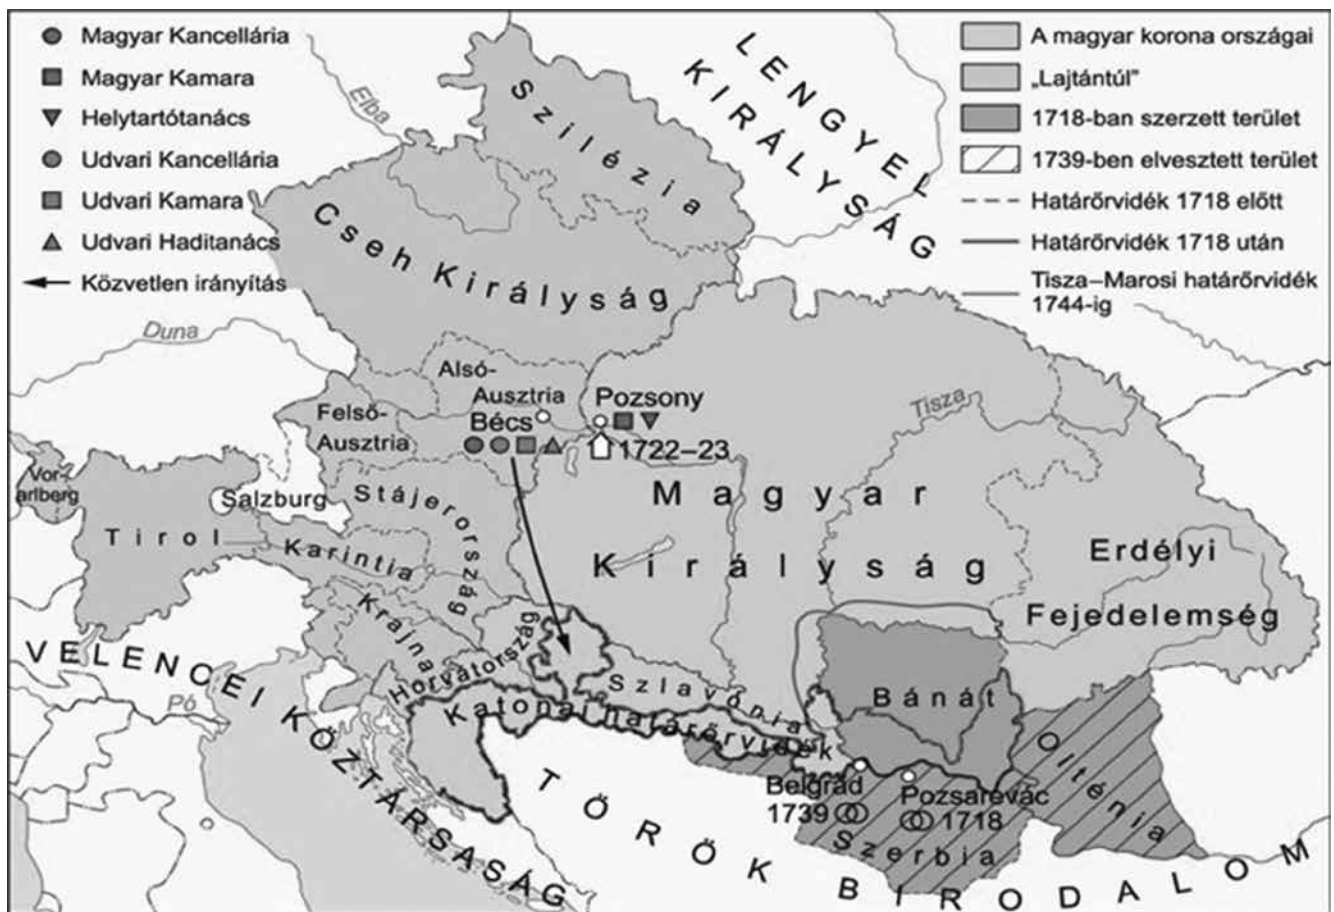 Magyar Kancellária
Magyar Kamara
Helytartótanács
Udvari Kancellária
Udvari Kamara
Udvari Haditanács
Közvetlen irányítás
A magyar korona országai
„Lajtántúl”
1718-ban szerzett terület
1739-ben elvesztett terület
Határőrvidék 1718 előtt
Határőrvidék 1718 után
Tisza–Marosi határőrvidék
1744-ig
LENGYEL
KIRÁLYSÁG
Elba
Szilézia
Cseh Királyság
Duna
Alsó-
Ausztria
Felső-
Ausztria
Bécs
Pozsony
1722–23
Tisza
Vor-
arlberg
Tirol
Salzburg
Stájerország
Karintia
Krajna
Magyar
Királyság
Erdélyi
Fejedelemség
Horvátország
Szlavónia
Katonai határőrvidék
Bánát
Olténia
VELENCEI KÖZTÁRSASÁG
Pó
Belgrád
1739
Pozsarevác
1718
Szerbia
TÖRÖK BIRODALOM